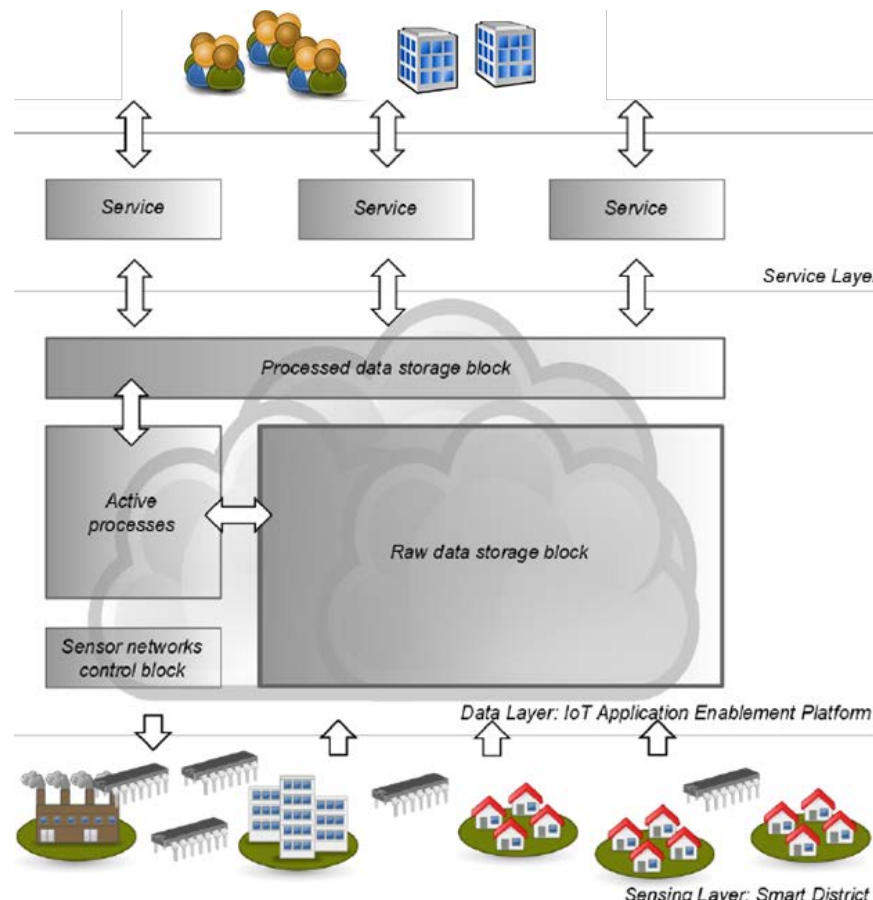 Service
Service
Service
Service Layer
Processed data storage block
Active
processes
Raw data storage block
Sensor networks
control block
Data Layer: IoT Application Enablement Platform
Sensing Layer: Smart District